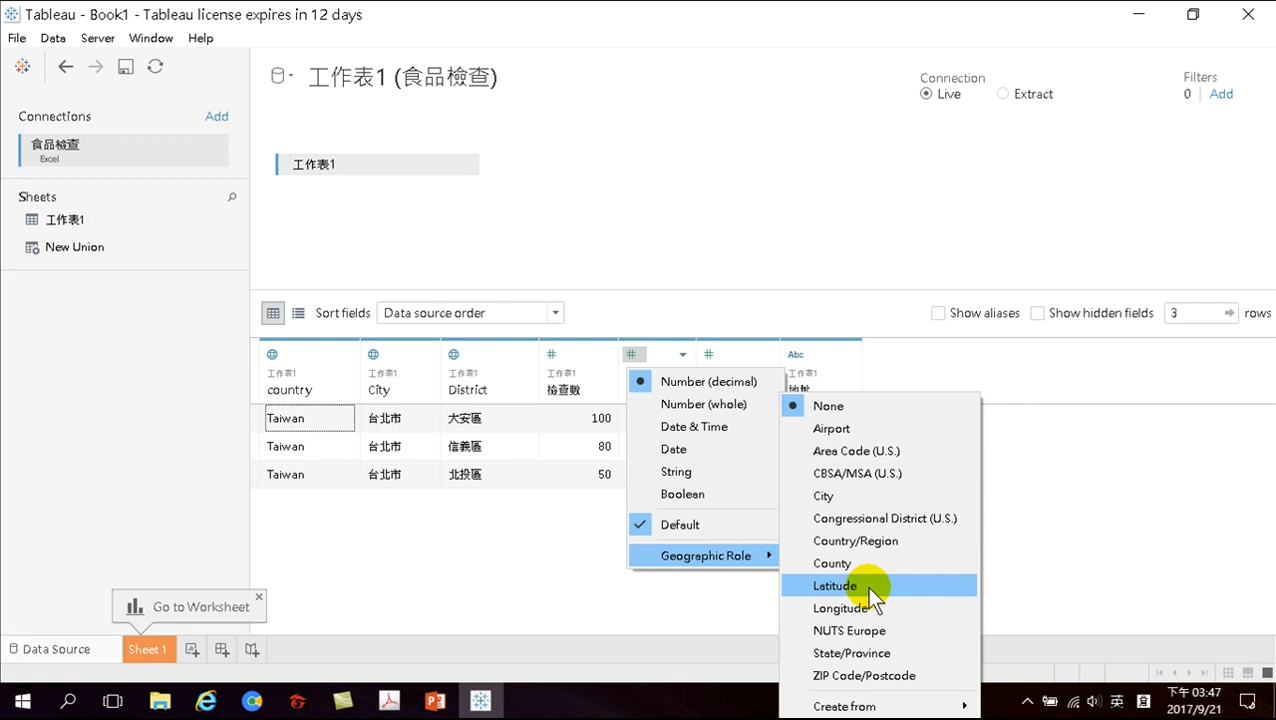 Tableau - Book1 - Tableau license expires in 12 days
File Data Server Window Help
工作表1 (食品檢查)
Connection
Live Extract
Filters
0 Add
Connections Add
食品檢查
Excel
工作表1
Sheets
工作表1
New Union
Sort fields Data source order
Show aliases Show hidden fields 3 rows
Abc
工作表1 工作表1 工作表1 工作表1 工作表1
country City District 檢查數 地址
Taiwan 台北市 大安區 100
Taiwan 台北市 信義區 80
Taiwan 台北市 北投區 50
Number (decimal)
Number (whole)
Date & Time
Date
String
Boolean
Default
Geographic Role
None
Airport
Area Code (U.S.)
CBSA/MSA (U.S.)
City
Congressional District (U.S.)
Country/Region
County
Latitude
Longitude
NUTS Europe
State/Province
ZIP Code/Postcode
Create from
Go to Worksheet
Data Source Sheet 1
英
下午 03:47
2017/9/21